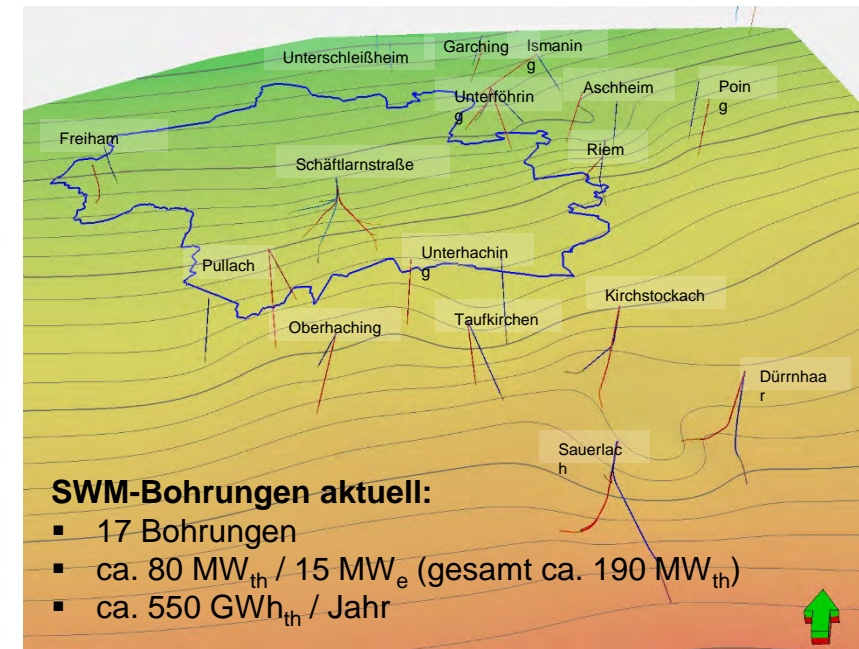 Unterschleißheim
Garching
Ismanin
g
Unterföhrin
g
Aschheim
Poin
g
Freiham
Riem
Schäftlarnstraße
Pullach
Unterhachin
g
Kirchstockach
Oberhaching
Taufkirchen
Dürrnhaa
r
Sauerlac
h
SWM-Bohrungen aktuell:
▪ 17 Bohrungen
▪ ca. 80 MWth / 15 MWe (gesamt ca. 190 MWth)
▪ ca. 550 GWhth / Jahr